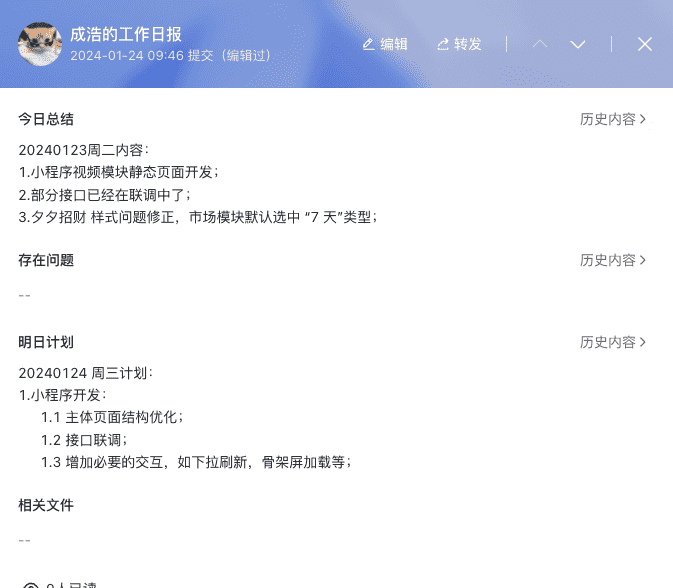 成浩的工作日报
2024-01-24 09:46 提交（编辑过）
编辑
转发
今日总结
历史内容
20240123周二内容：
1.小程序视频模块静态页面开发；
2.部分接口已经在联调中了；
3.夕夕招财 样式问题修正，市场模块默认选中 “7 天”类型；
存在问题
历史内容
--
明日计划
历史内容
20240124 周三计划：
1.小程序开发：
1.1 主体页面结构优化；
1.2 接口联调；
1.3 增加必要的交互，如下拉刷新，骨架屏加载等；
相关文件
--
人已读